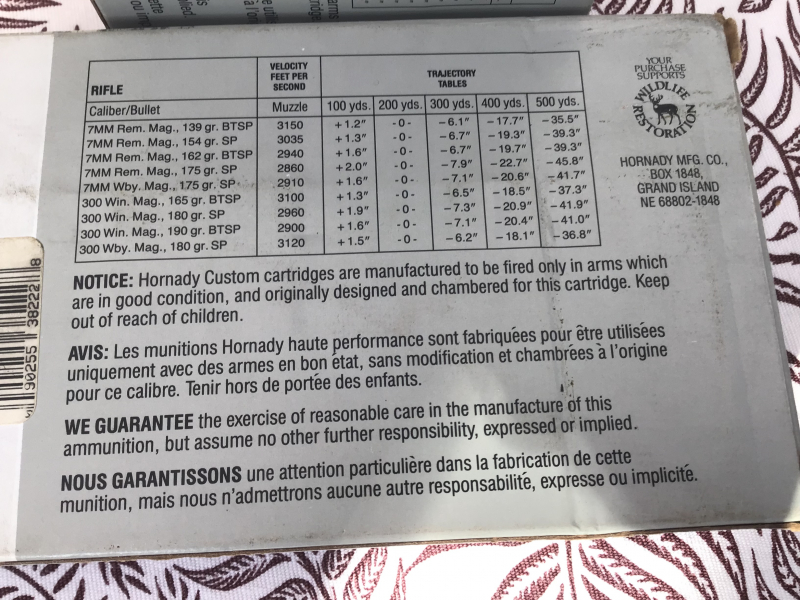 YOUR
PURCHASE
SUPPORTS
WILDLIFE
RESTORATION
HORNADY MFG. CO.,
BOX 1848,
GRAND ISLAND
NE 68802-1848
RIFLE VELOCITY FEET PER SECOND TRAJECTORY TABLES
Caliber/Bullet Muzzle 100 yds. 200 yds. 300 yds. 400 yds. 500 yds.
7MM Rem. Mag., 139 gr. BTSP 3150 +1.2" -0- -6.1" -17.7" -35.5"
7MM Rem. Mag., 154 gr. SP 3035 +1.3" -0- -6.7" -19.3" -39.3"
7MM Rem. Mag., 162 gr. BTSP 2940 +1.6" -0- -6.7" -19.7" -39.3"
7MM Rem. Mag., 175 gr. SP 2860 +2.0" -0- -7.9" -22.7" -45.8"
7MM Wby. Mag., 175 gr. SP 2910 +1.6" -0- -7.1" -20.6" -41.7"
300 Win. Mag., 165 gr. BTSP 3100 +1.3" -0- -6.5" -18.5" -37.3"
300 Win. Mag., 180 gr. SP 2960 +1.9" -0- -7.3" -20.9" -41.9"
300 Win. Mag., 190 gr. BTSP 2900 +1.6" -0- -7.1" -20.4" -41.0"
300 Wby. Mag., 180 gr. SP 3120 +1.5" -0- -6.2" -18.1" -36.8"
NOTICE: Hornady Custom cartridges are manufactured to be fired only in arms which
are in good condition, and originally designed and chambered for this cartridge. Keep
out of reach of children.
AVIS: Les munitions Hornady haute performance sont fabriquées pour être utilisées
uniquement avec des armes en bon état, sans modification et chambrées à l'origine
pour ce calibre. Tenir hors de portée des enfants.
WE GUARANTEE the exercise of reasonable care in the manufacture of this
ammunition, but assume no other further responsibility, expressed or implied.
NOUS GARANTISSONS une attention particulière dans la fabrication de cette
munition, mais nous n'admettrons aucune autre responsabilité, expresse ou implicité.
90255 38222 8